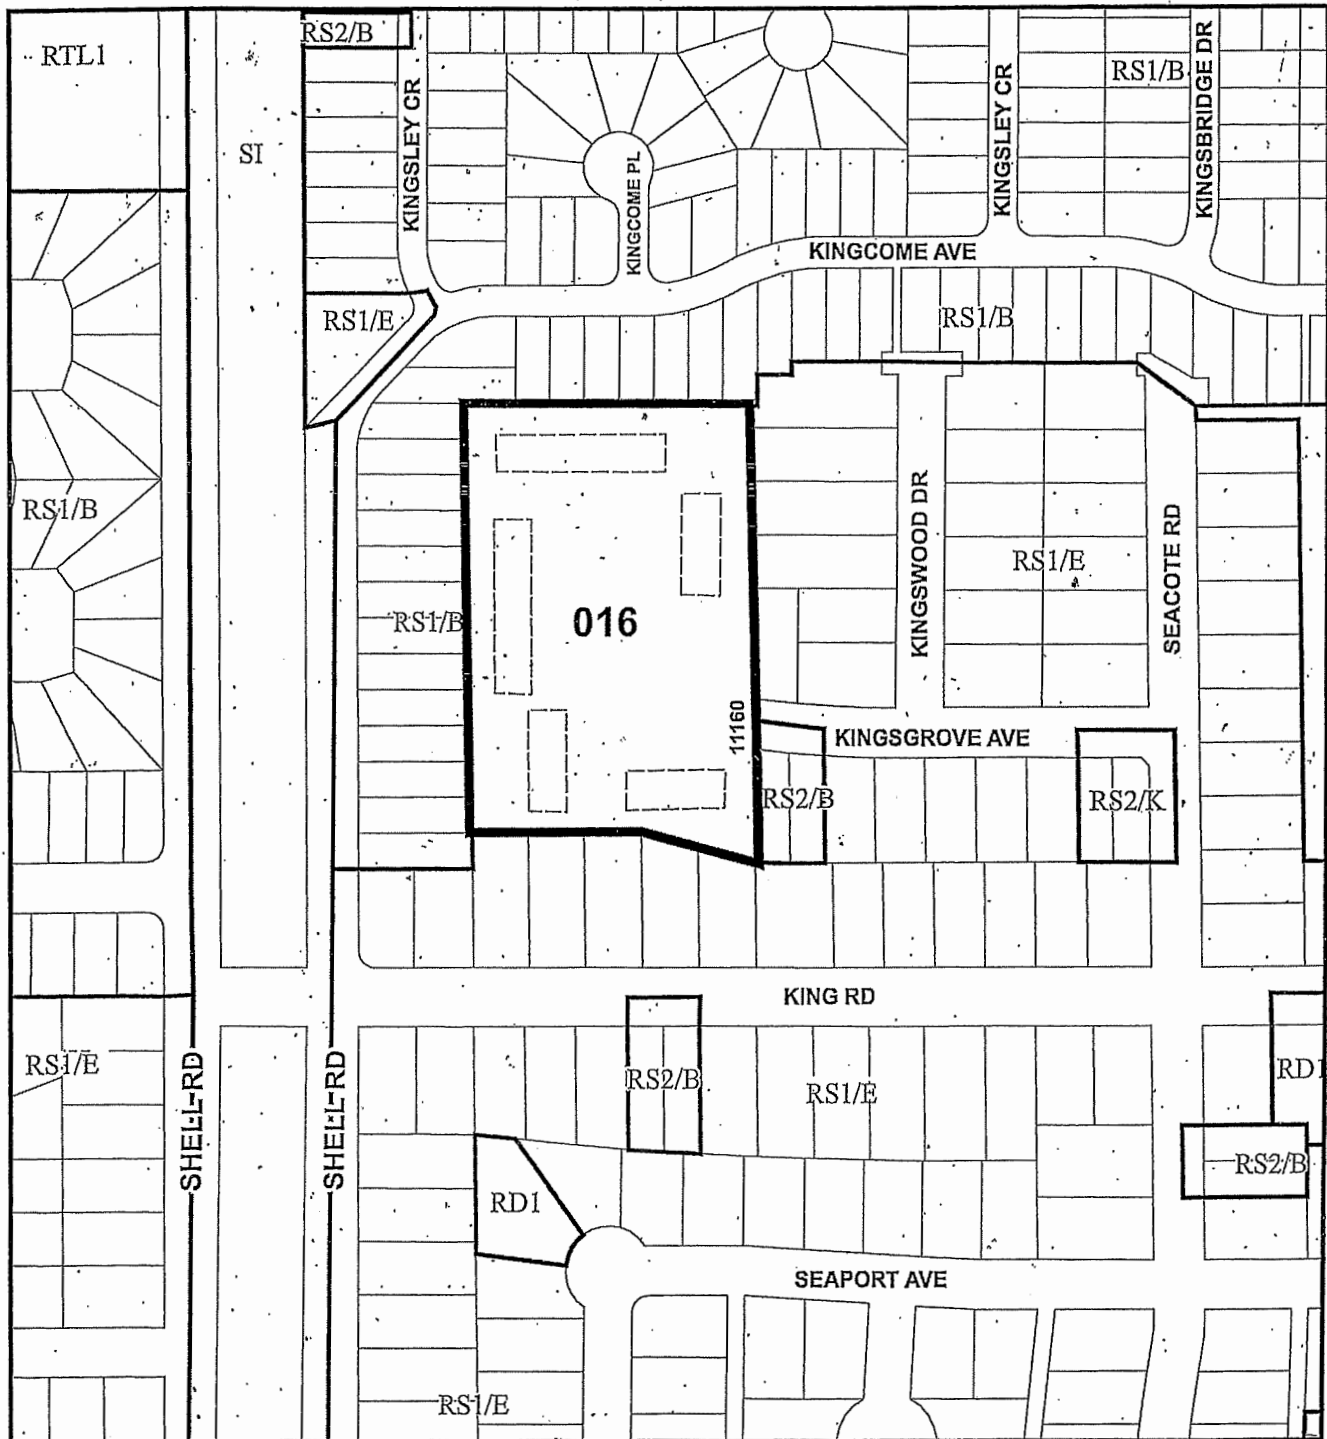 RS2/B
RTL1
RS1/B
SI
KINGSLEY CR
KINGSLEY CR
KINGSBRIDGE DR
KINGCOME PL
KINGCOME AVE
RS1/E
RS1/B
RS1/B
KINGSWOOD DR
SEACOTE RD
RS1/E
RS1/B
016
11160
KINGSGROVE AVE
RS2/B
RS2/K
KING RD
RS1/E
SHELL RD
SHELL RD
RS2/B
RS1/E
RD1
RS2/B
RD1
SEAPORT AVE
RS1/E